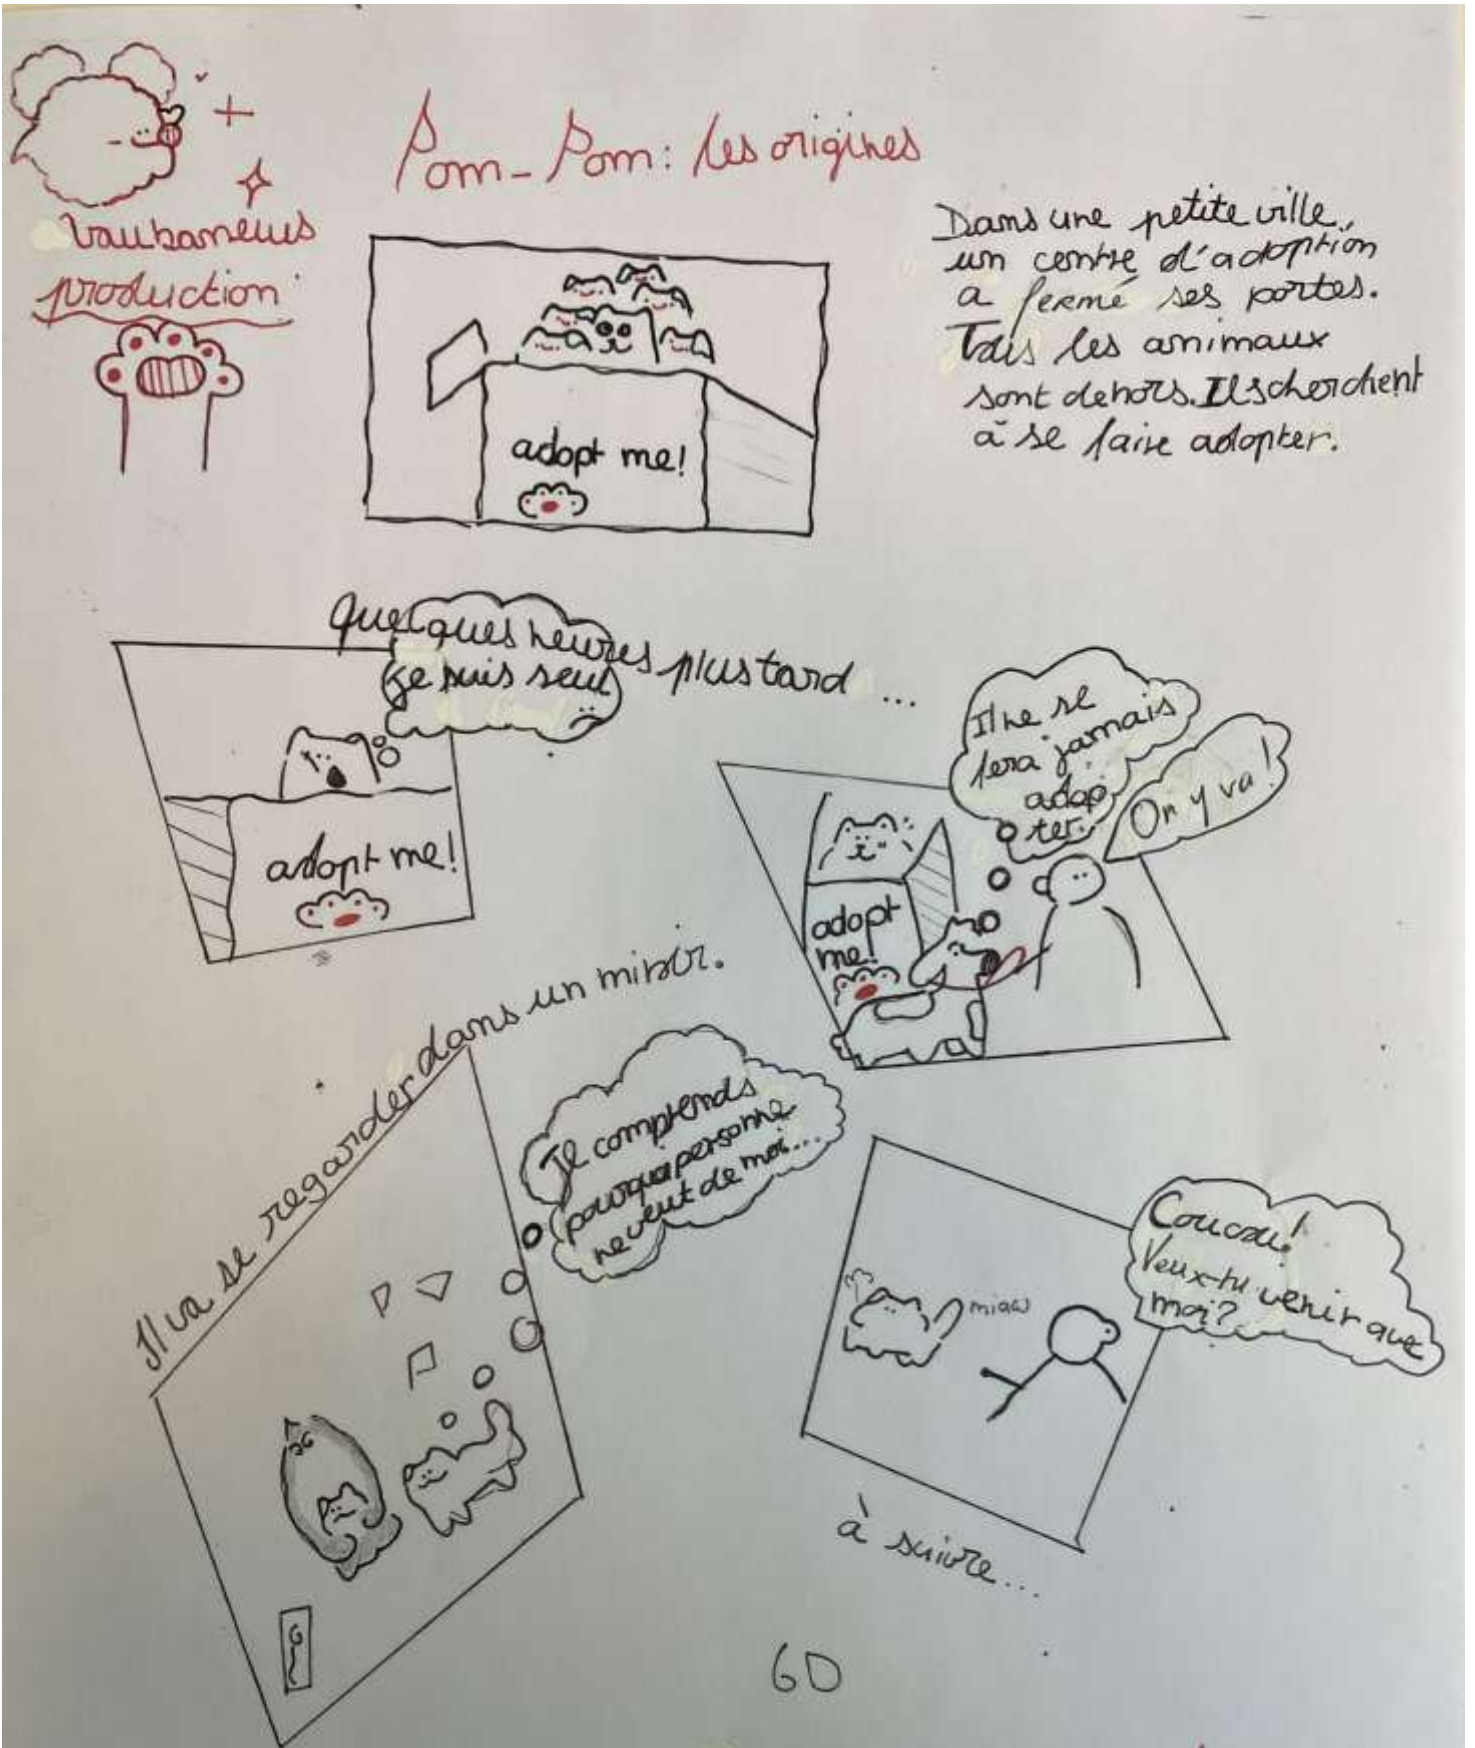 Pom-Pom: les origines
Vaubanews
production
Dans une petite ville,
un centre d'adoption
a fermé ses portes.
Tous les animaux
sont dehors. Ils cherchent
à se faire adopter.
adopt me!
Quelques heures plus tard ...
Je suis seul
adopt me!
Il ne se
fera jamais
adop
ter.
On y va!
adopt
me!
Il va se regarder dans un miroir.
Je comprends
pourquoi personne
ne veut de moi...
Coucou!
Veux-tu venir avec
moi?
miaw
à suivre...